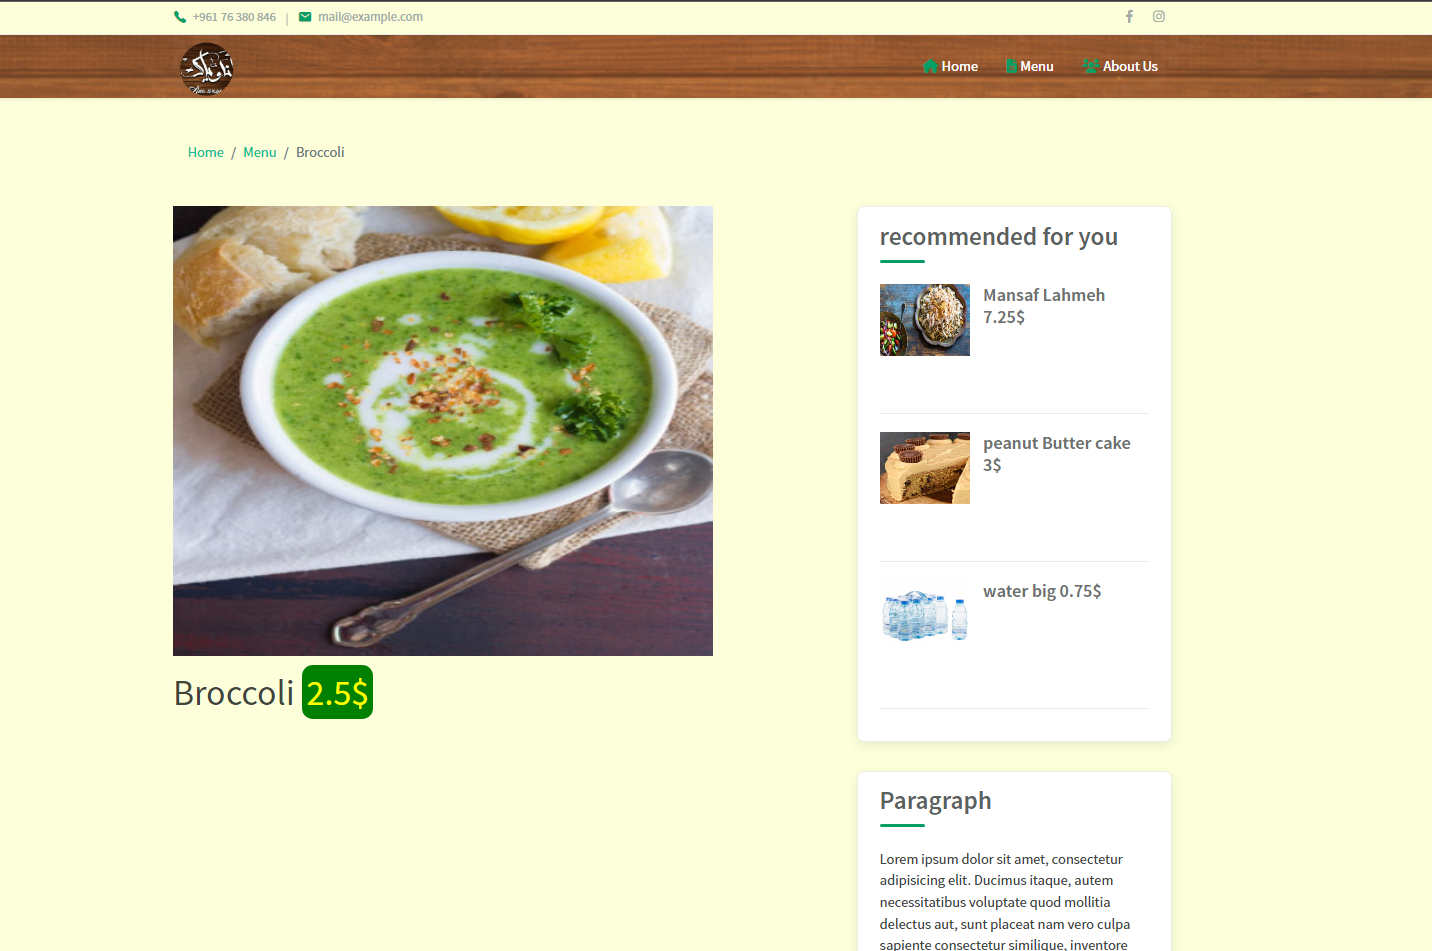 +961 76 380 846 | mail@example.com
Home Menu About Us
Home / Menu / Broccoli
Broccoli 2.5$
recommended for you
Mansaf Lahmeh
7.25$
peanut Butter cake
3$
water big 0.75$
Paragraph
Lorem ipsum dolor sit amet, consectetur
adipisicing elit. Ducimus itaque, autem
necessitatibus voluptate quod mollitia
delectus aut, sunt placeat nam vero culpa
sapiente consectetur similique, inventore